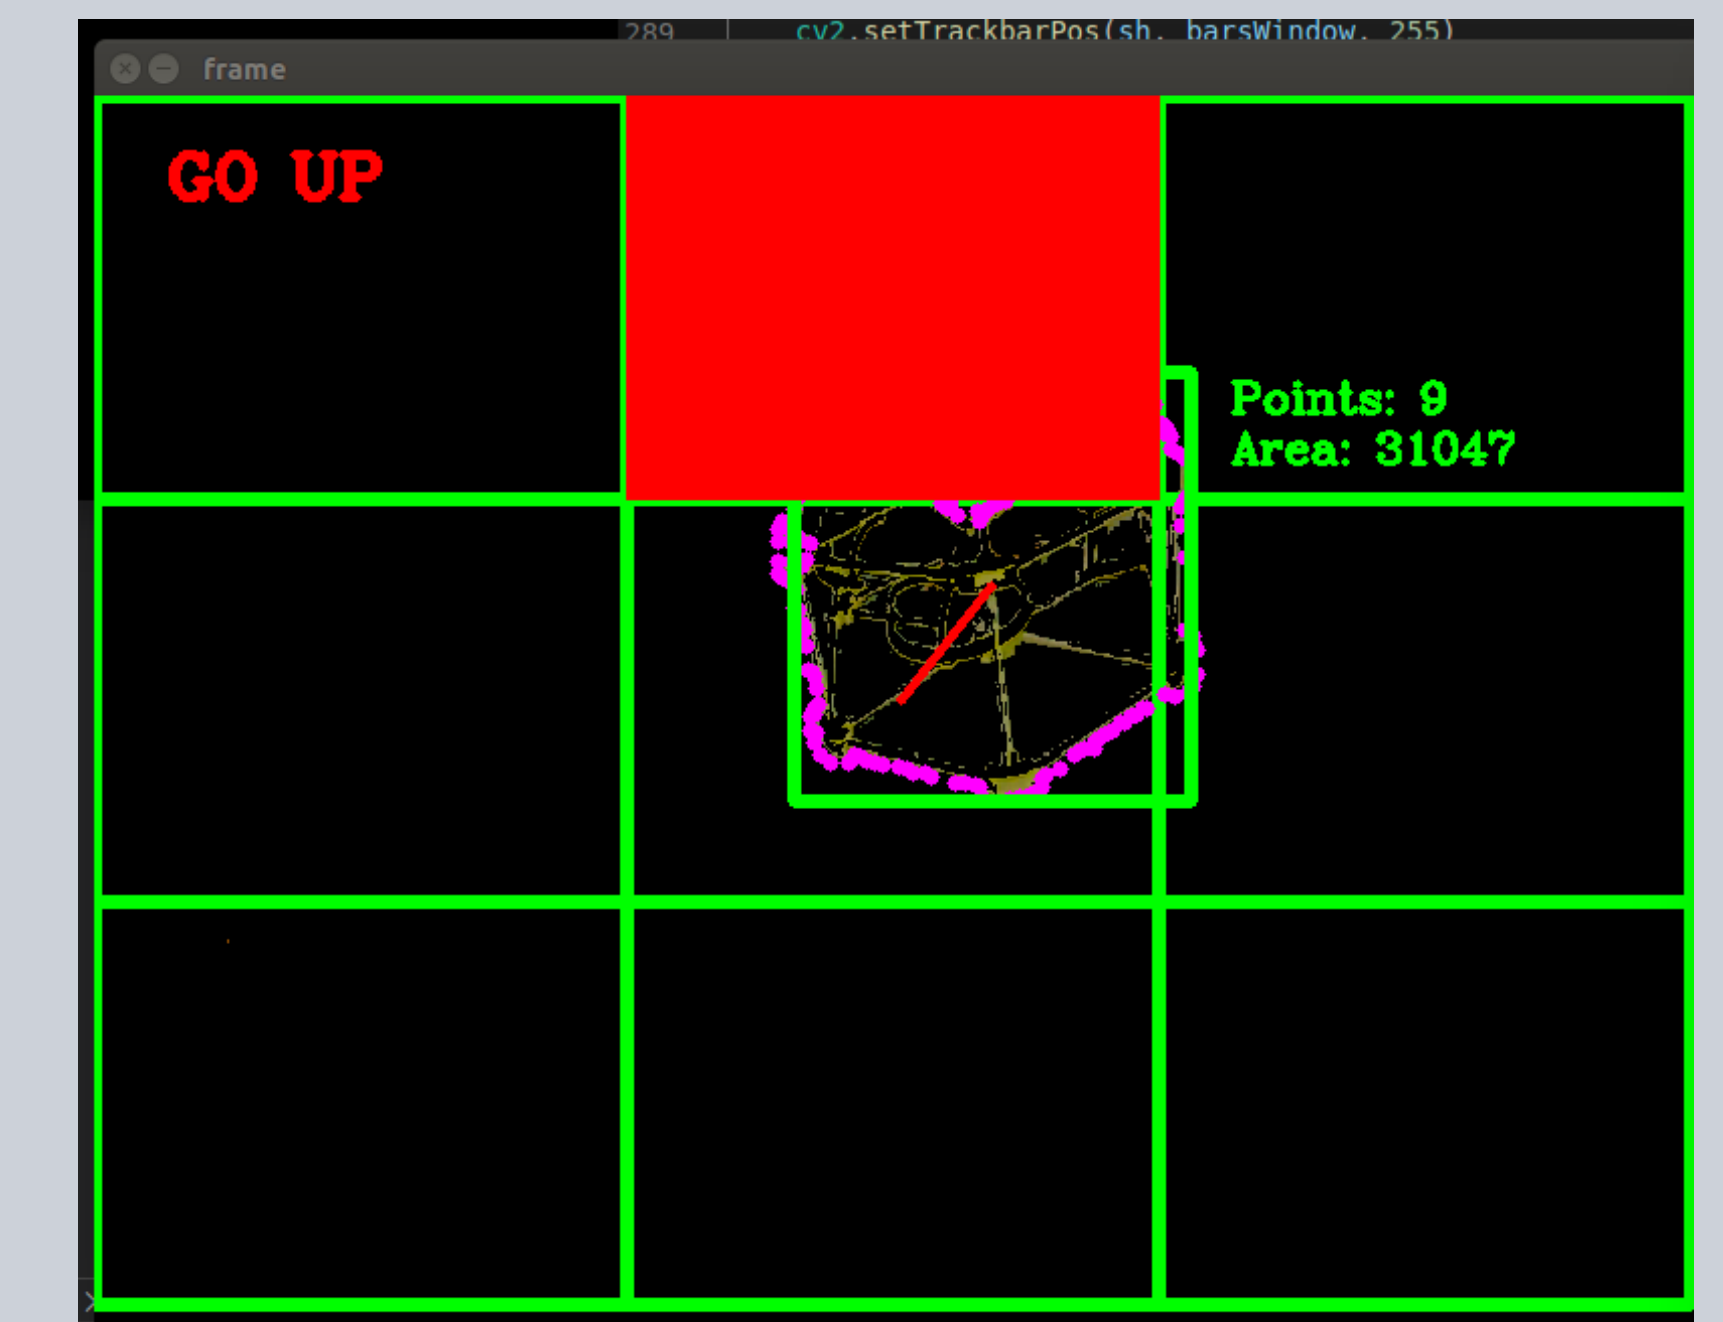 289 cv2.setTrackbarPos(sh, barsWindow, 255)
frame
GO UP
Points: 9
Area: 31047